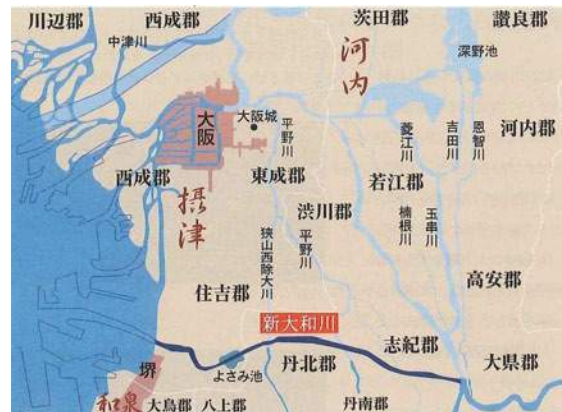 川辺郡
西成郡
中津川
茨田郡
讃良郡
深野池
河内
大阪
大阪城
平野川
菱江川
吉田川
恩智川
河内郡
西成郡
摂津
東成郡
若江郡
渋川郡
楠根川
玉串川
狭山西除大川
平野川
高安郡
住吉郡
新大和川
志紀郡
大県郡
堺
よさみ池
丹北郡
和泉
大鳥郡
八上郡
丹南郡